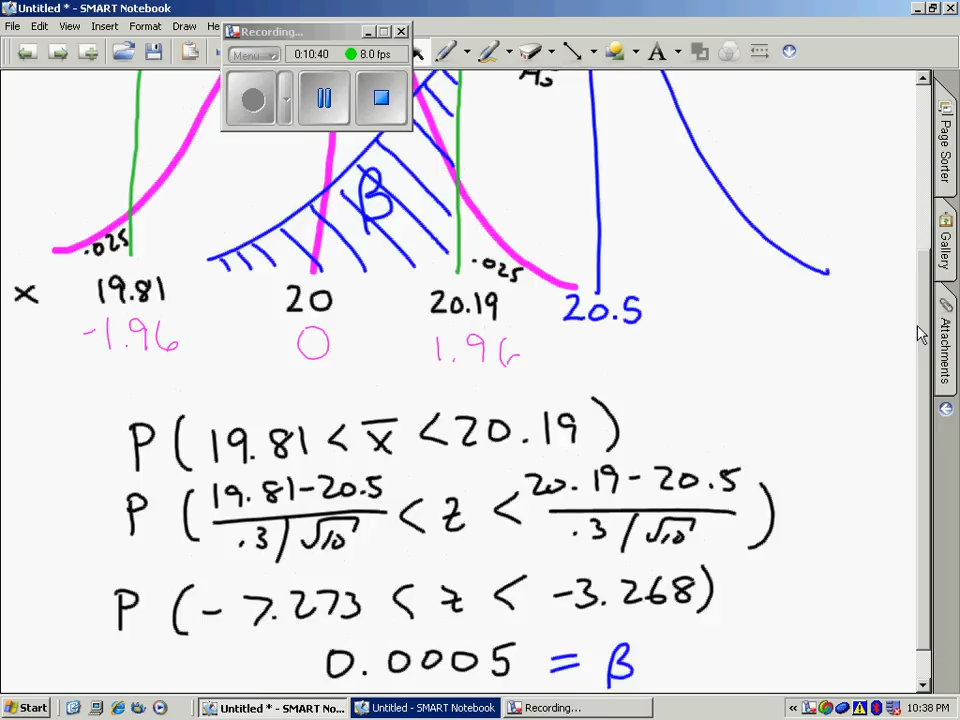 Untitled * - SMART Notebook
File Edit View Insert Format Draw He
Recording...
Menu 0:10:40 8.0 fps
A
Page Sorter
Gallery
Attachments
β
.025 .025
x 19.81 20 20.19 20.5
-1.96 0 1.96
P ( 19.81 < x̅ < 20.19 )
P ( 19.81-20.5 / .3/√10 < z < 20.19-20.5 / .3/√10 )
P (-7.273 < z < -3.268)
0.0005 = β
Start Untitled * - SMART No... Untitled - SMART Notebook Recording... « 10:38 PM